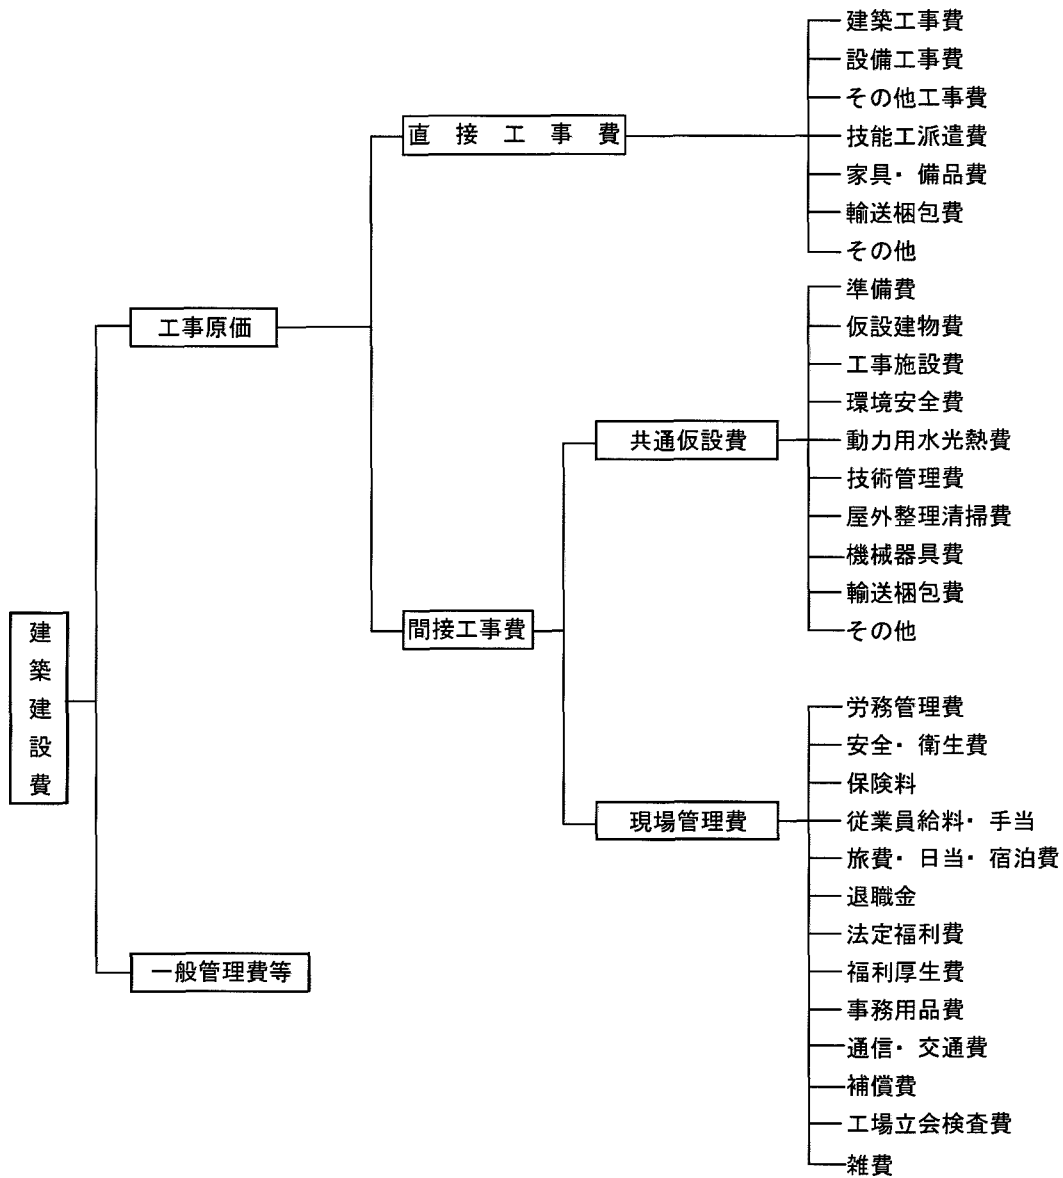 建築建設費
工事原価
一般管理費等
直接工事費
間接工事費
共通仮設費
現場管理費
建築工事費
設備工事費
その他工事費
技能工派遣費
家具・備品費
輸送梱包費
その他
準備費
仮設建物費
工事施設費
環境安全費
動力用水光熱費
技術管理費
屋外整理清掃費
機械器具費
輸送梱包費
その他
労務管理費
安全・衛生費
保険料
従業員給料・手当
旅費・日当・宿泊費
退職金
法定福利費
福利厚生費
事務用品費
通信・交通費
補償費
工場立会検査費
雑費